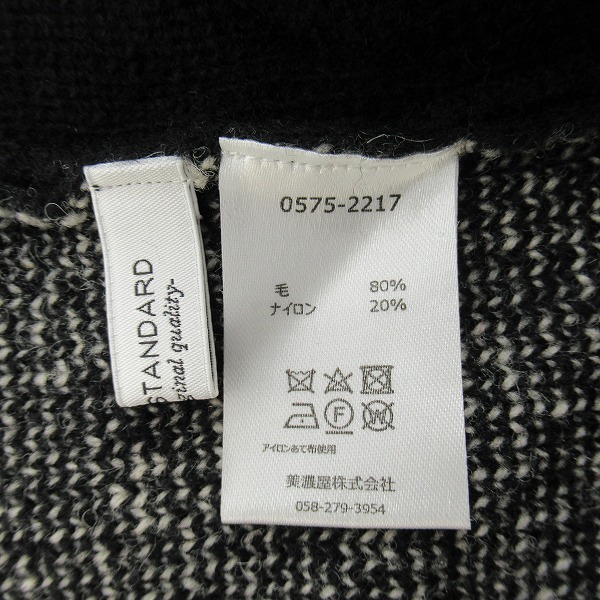 STANDARD
ginal quality-
0575-2217
毛 80%
ナイロン 20%
アイロンあて布使用
美濃屋株式会社
058-279-3954